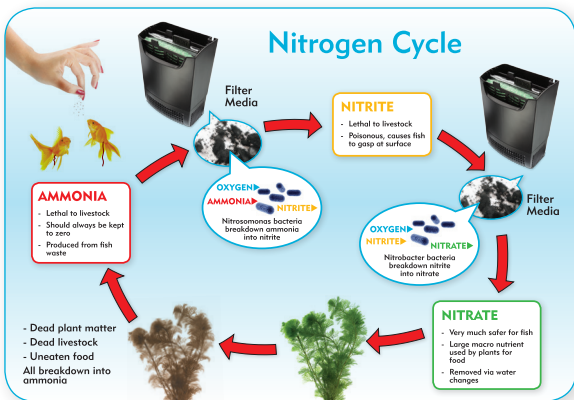 Nitrogen Cycle
Filter
Media
NITRITE
- Lethal to livestock
- Poisonous, causes fish
to gasp at surface
OXYGEN
AMMONIA
NITRITE
Nitrosomonas bacteria
breakdown ammonia
into nitrite
Filter
Media
AMMONIA
- Lethal to livestock
- Should always be kept
to zero
- Produced from fish
waste
OXYGEN
NITRITE
NITRATE
Nitrobacter bacteria
breakdown nitrite
into nitrate
NITRATE
- Very much safer for fish
- Large macro nutrient
used by plants for
food
- Removed via water
changes
- Dead plant matter
- Dead livestock
- Uneaten food
All breakdown into
ammonia